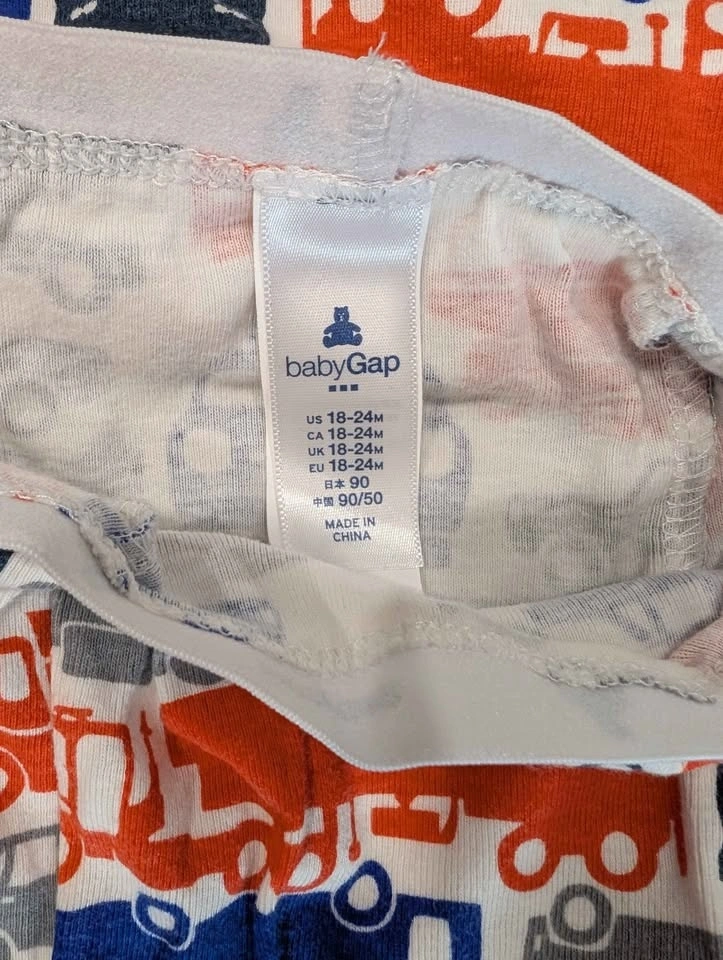 babyGap
US 18-24M
CA 18-24M
UK 18-24M
EU 18-24M
日本 90
中国 90/50
MADE IN
CHINA